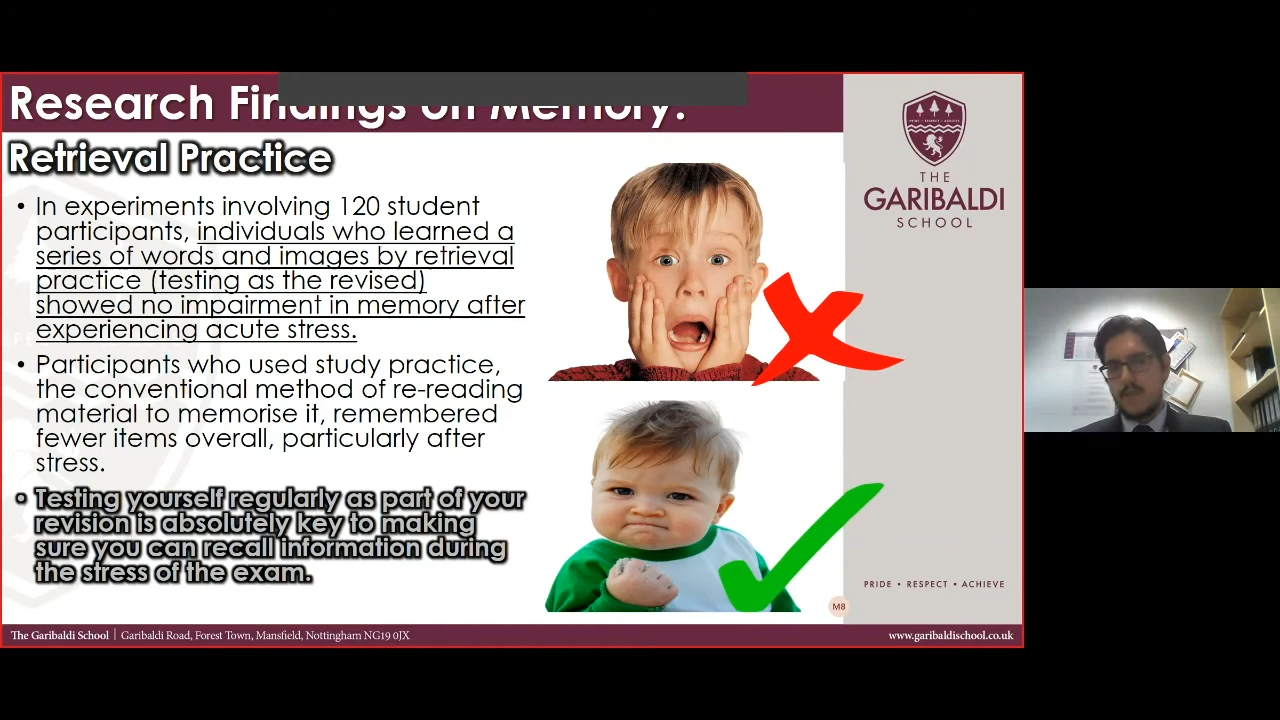 Research Findings on Memory:
Retrieval Practice
• In experiments involving 120 student
participants, individuals who learned a
series of words and images by retrieval
practice (testing as the revised)
showed no impairment in memory after
experiencing acute stress.
• Participants who used study practice,
the conventional method of re-reading
material to memorise it, remembered
fewer items overall, particularly after
stress.
• Testing yourself regularly as part of your
revision is absolutely key to making
sure you can recall information during
the stress of the exam.
PRIDE • RESPECT • ACHIEVE
THE
GARIBALDI
SCHOOL
PRIDE • RESPECT • ACHIEVE
M8
The Garibaldi School | Garibaldi Road, Forest Town, Mansfield, Nottingham NG19 0JX
www.garibaldischool.co.uk